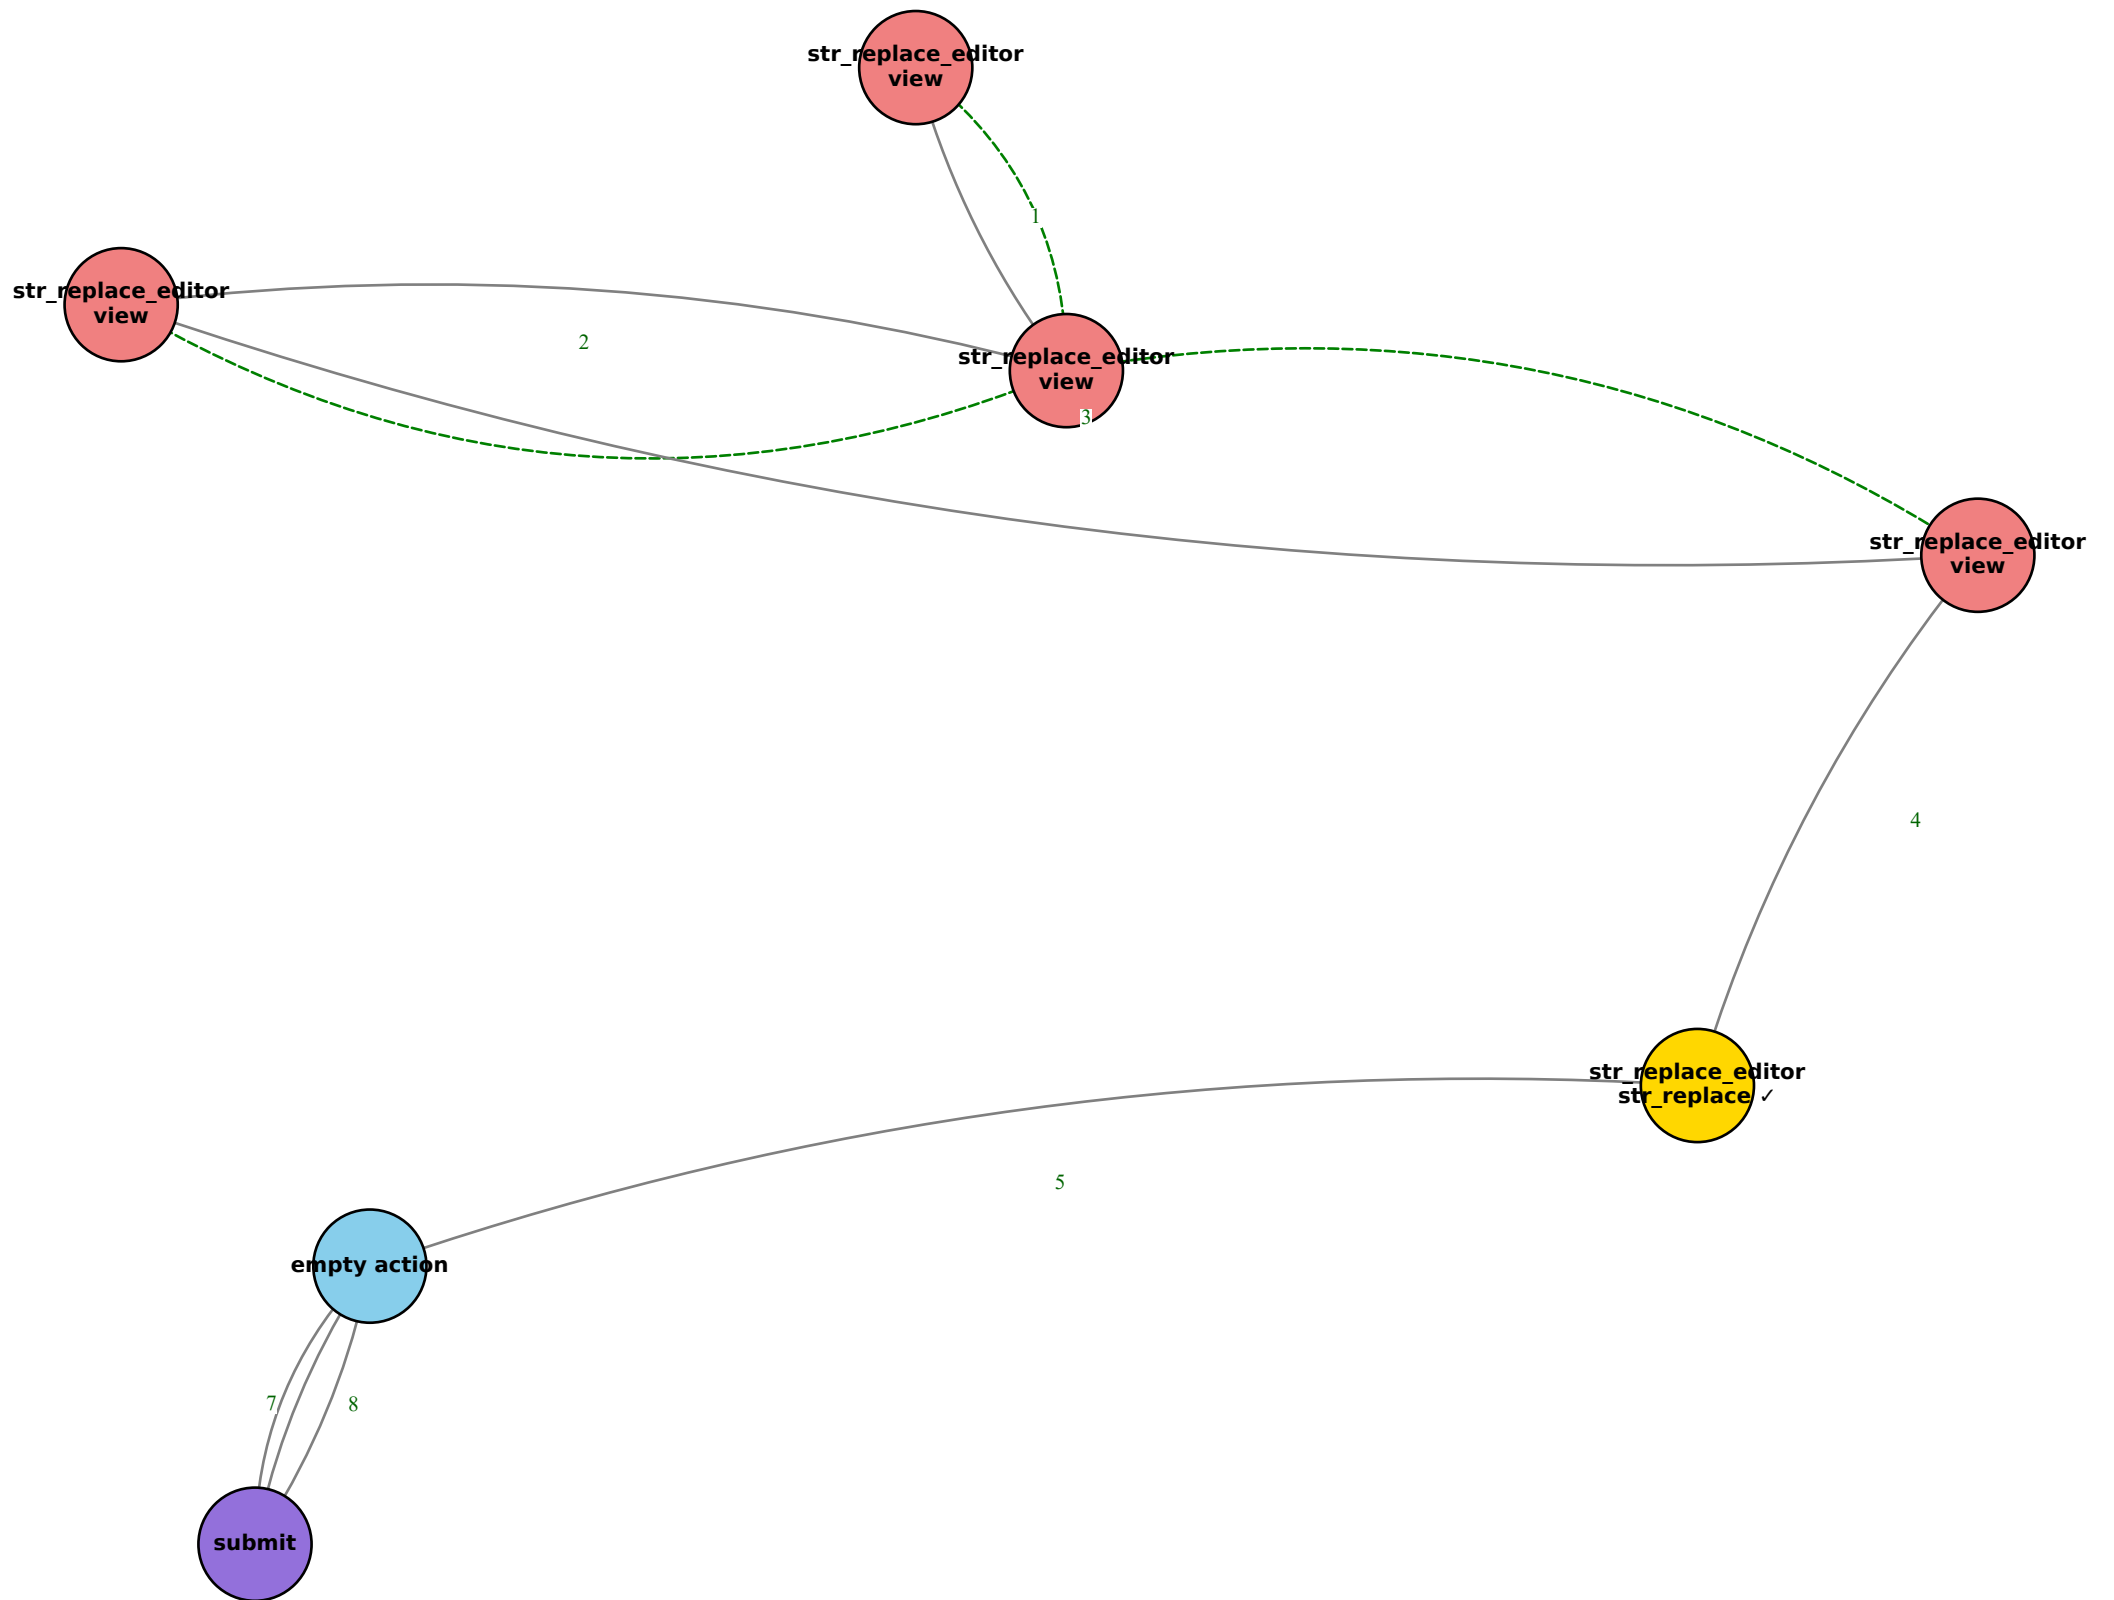 str_replace_editor
view
1
str_replace_editor
view
2
str_replace_editor
view
3
str_replace_editor
view
4
str_replace_editor
str_replace ✓
5
empty action
7
8
submit